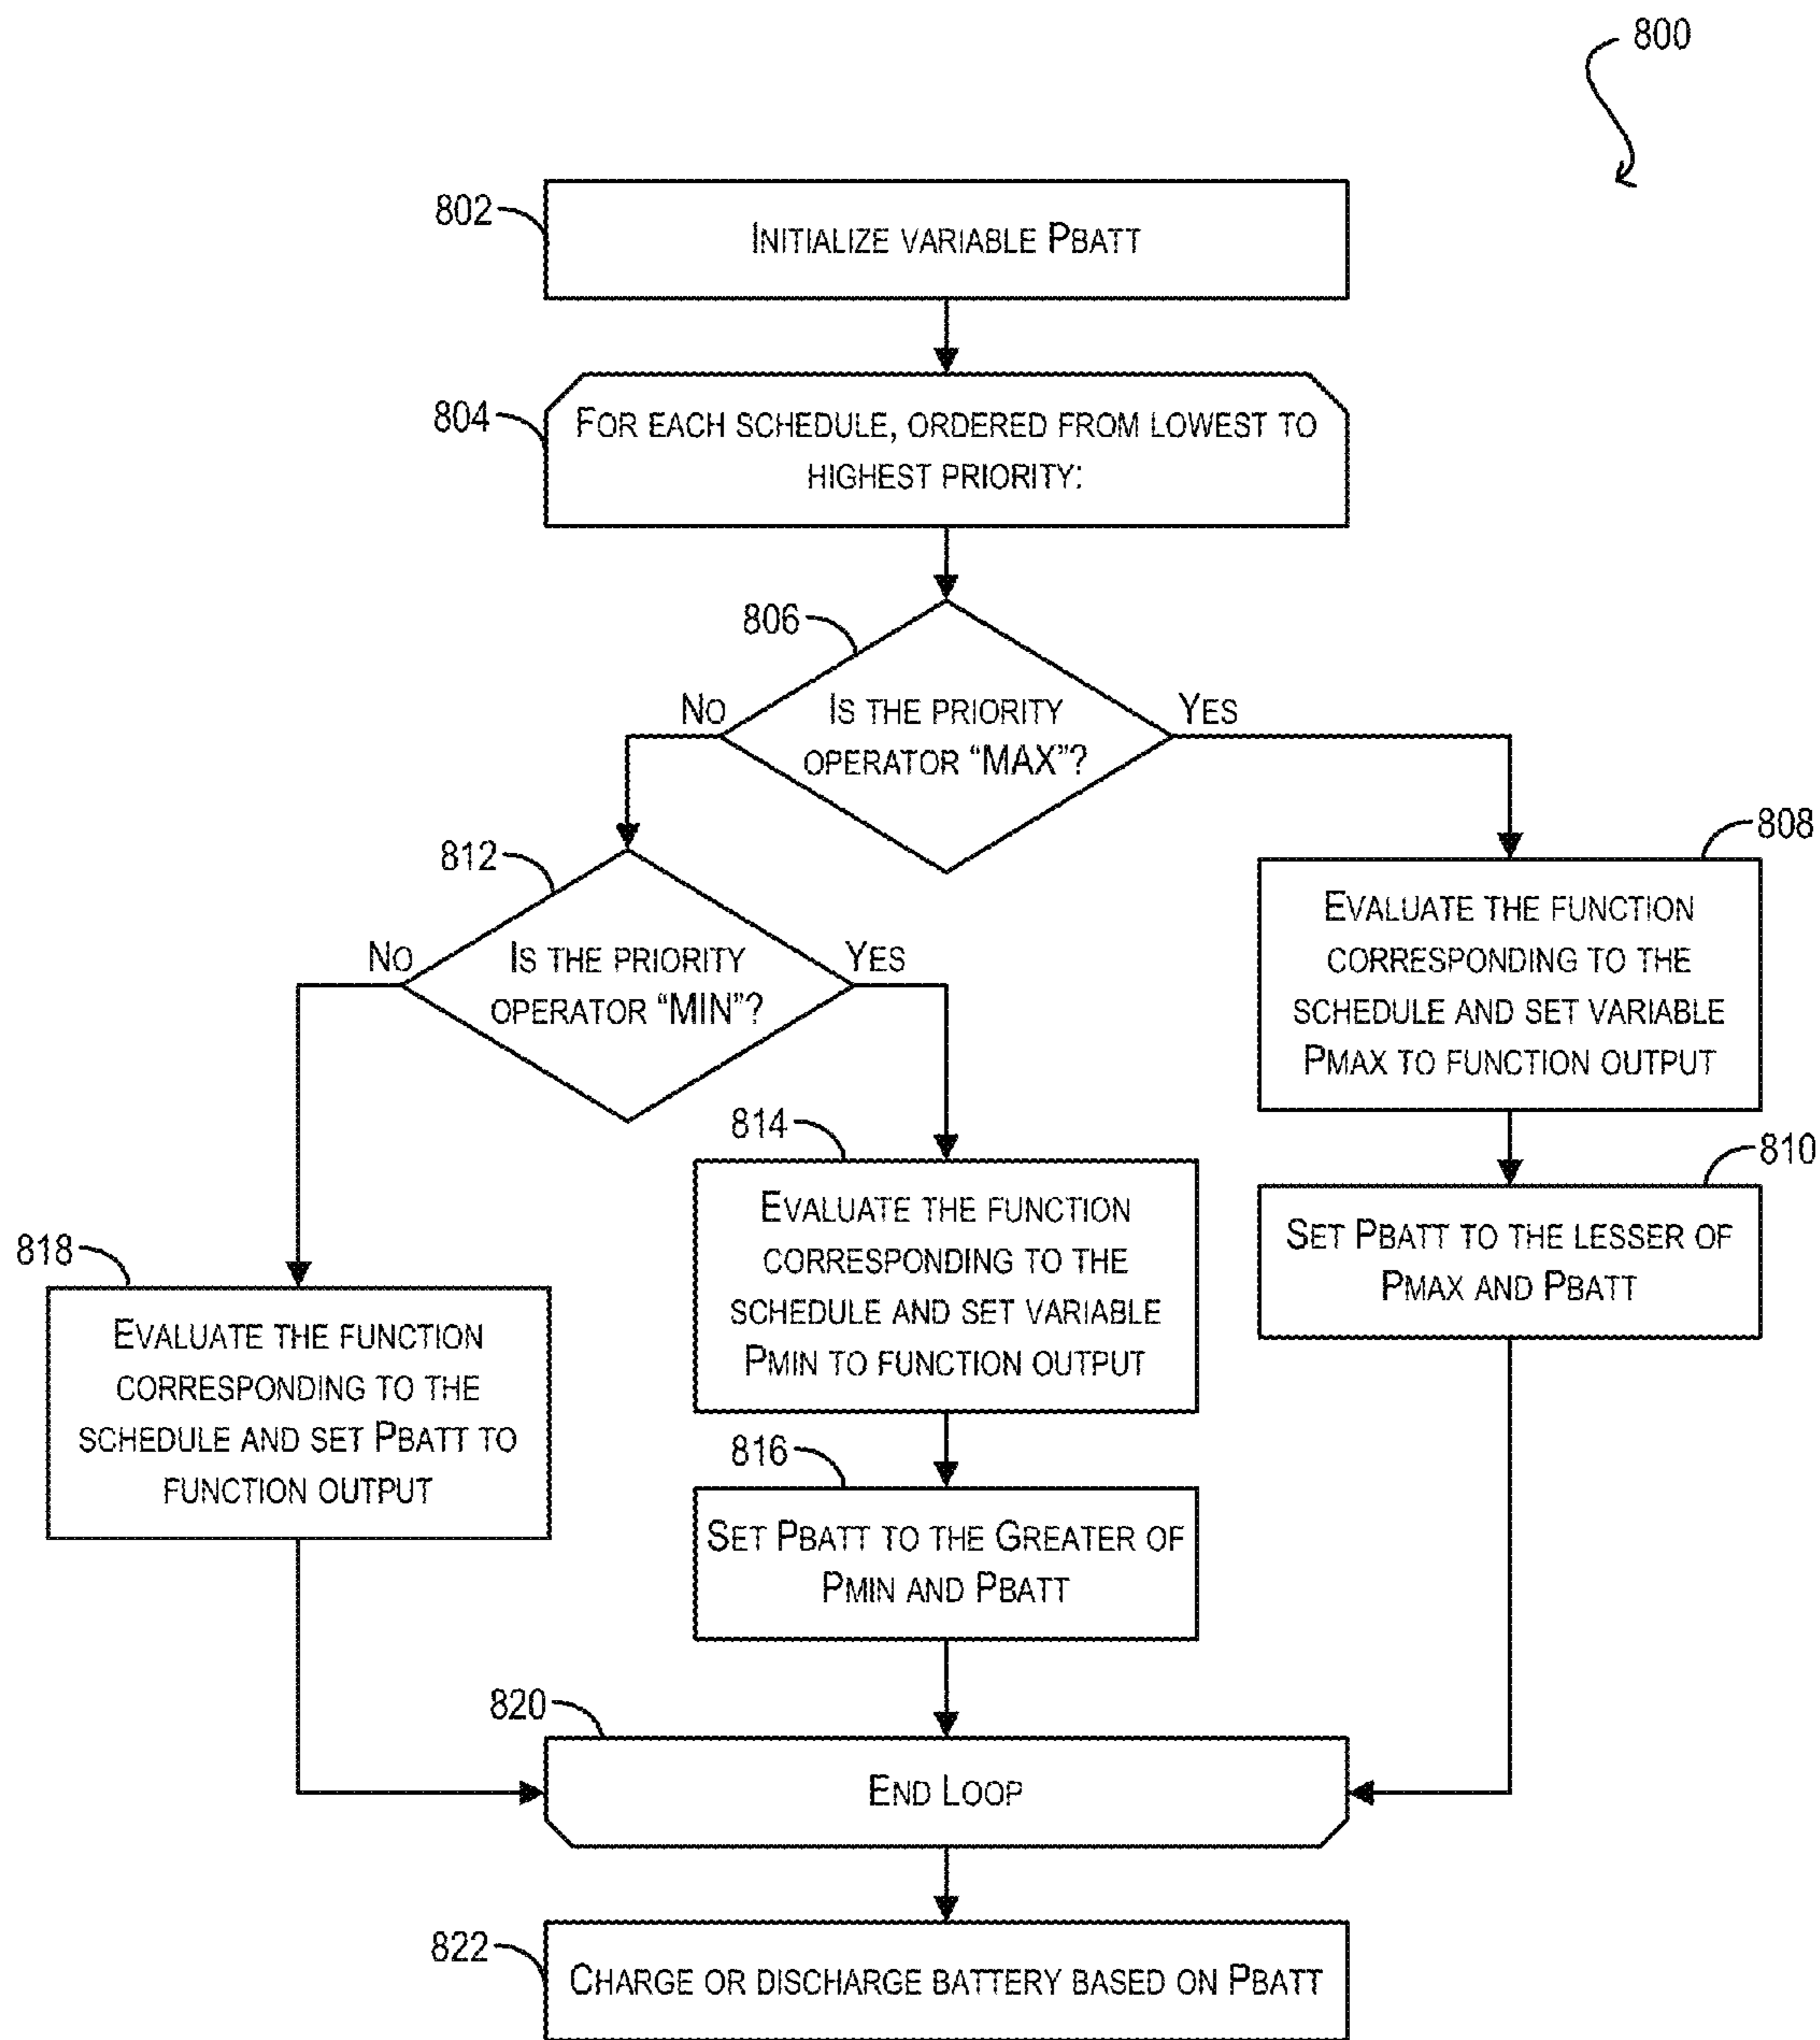 800
802
INITIALIZE VARIABLE PBATT
804
FOR EACH SCHEDULE, ORDERED FROM LOWEST TO
HIGHEST PRIORITY:
806
NO
IS THE PRIORITY
OPERATOR “MAX”?
YES
808
EVALUATE THE FUNCTION
CORRESPONDING TO THE
SCHEDULE AND SET VARIABLE
PMAX TO FUNCTION OUTPUT
810
SET PBATT TO THE LESSER OF
PMAX AND PBATT
812
NO
IS THE PRIORITY
OPERATOR “MIN”?
YES
814
EVALUATE THE FUNCTION
CORRESPONDING TO THE
SCHEDULE AND SET VARIABLE
PMIN TO FUNCTION OUTPUT
816
SET PBATT TO THE GREATER OF
PMIN AND PBATT
818
EVALUATE THE FUNCTION
CORRESPONDING TO THE
SCHEDULE AND SET PBATT TO
FUNCTION OUTPUT
820
END LOOP
822
CHARGE OR DISCHARGE BATTERY BASED ON PBATT